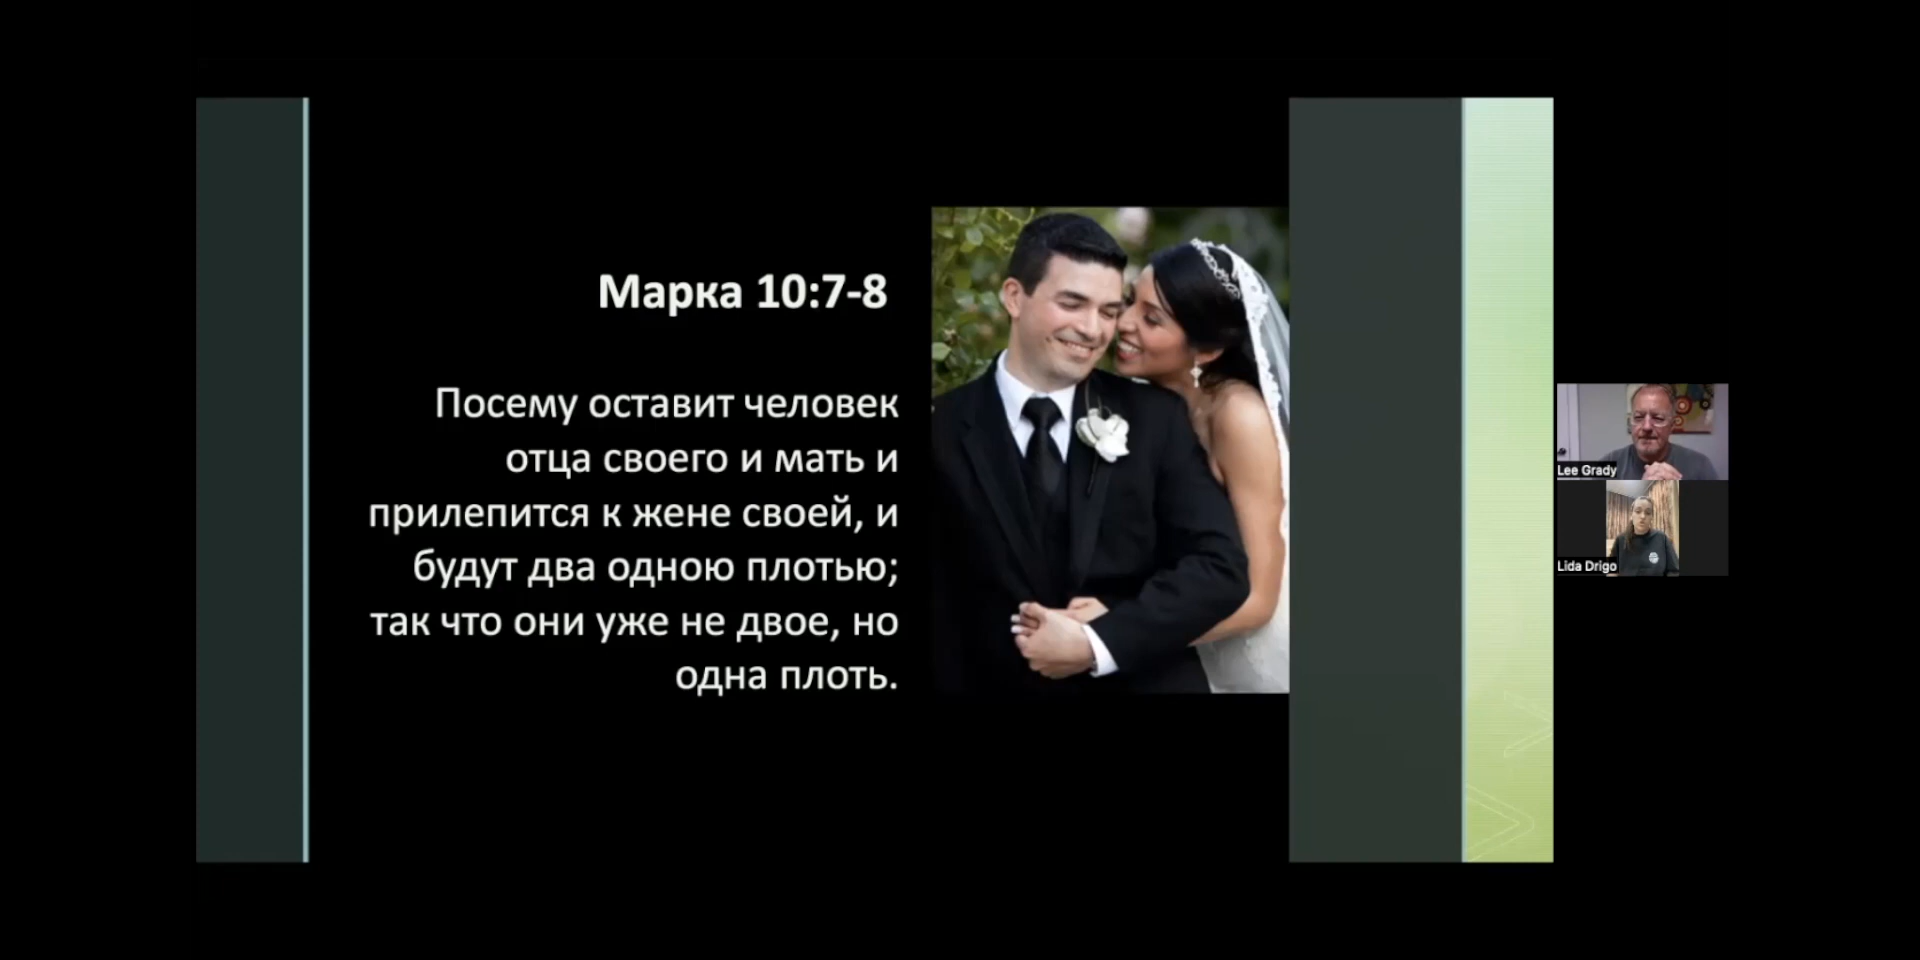 Марка 10:7-8
Посему оставит человек
отца своего и мать и
прилепится к жене своей, и
будут два одною плотью;
так что они уже не двое, но
одна плоть.
Lee Grady
Lida Drigo